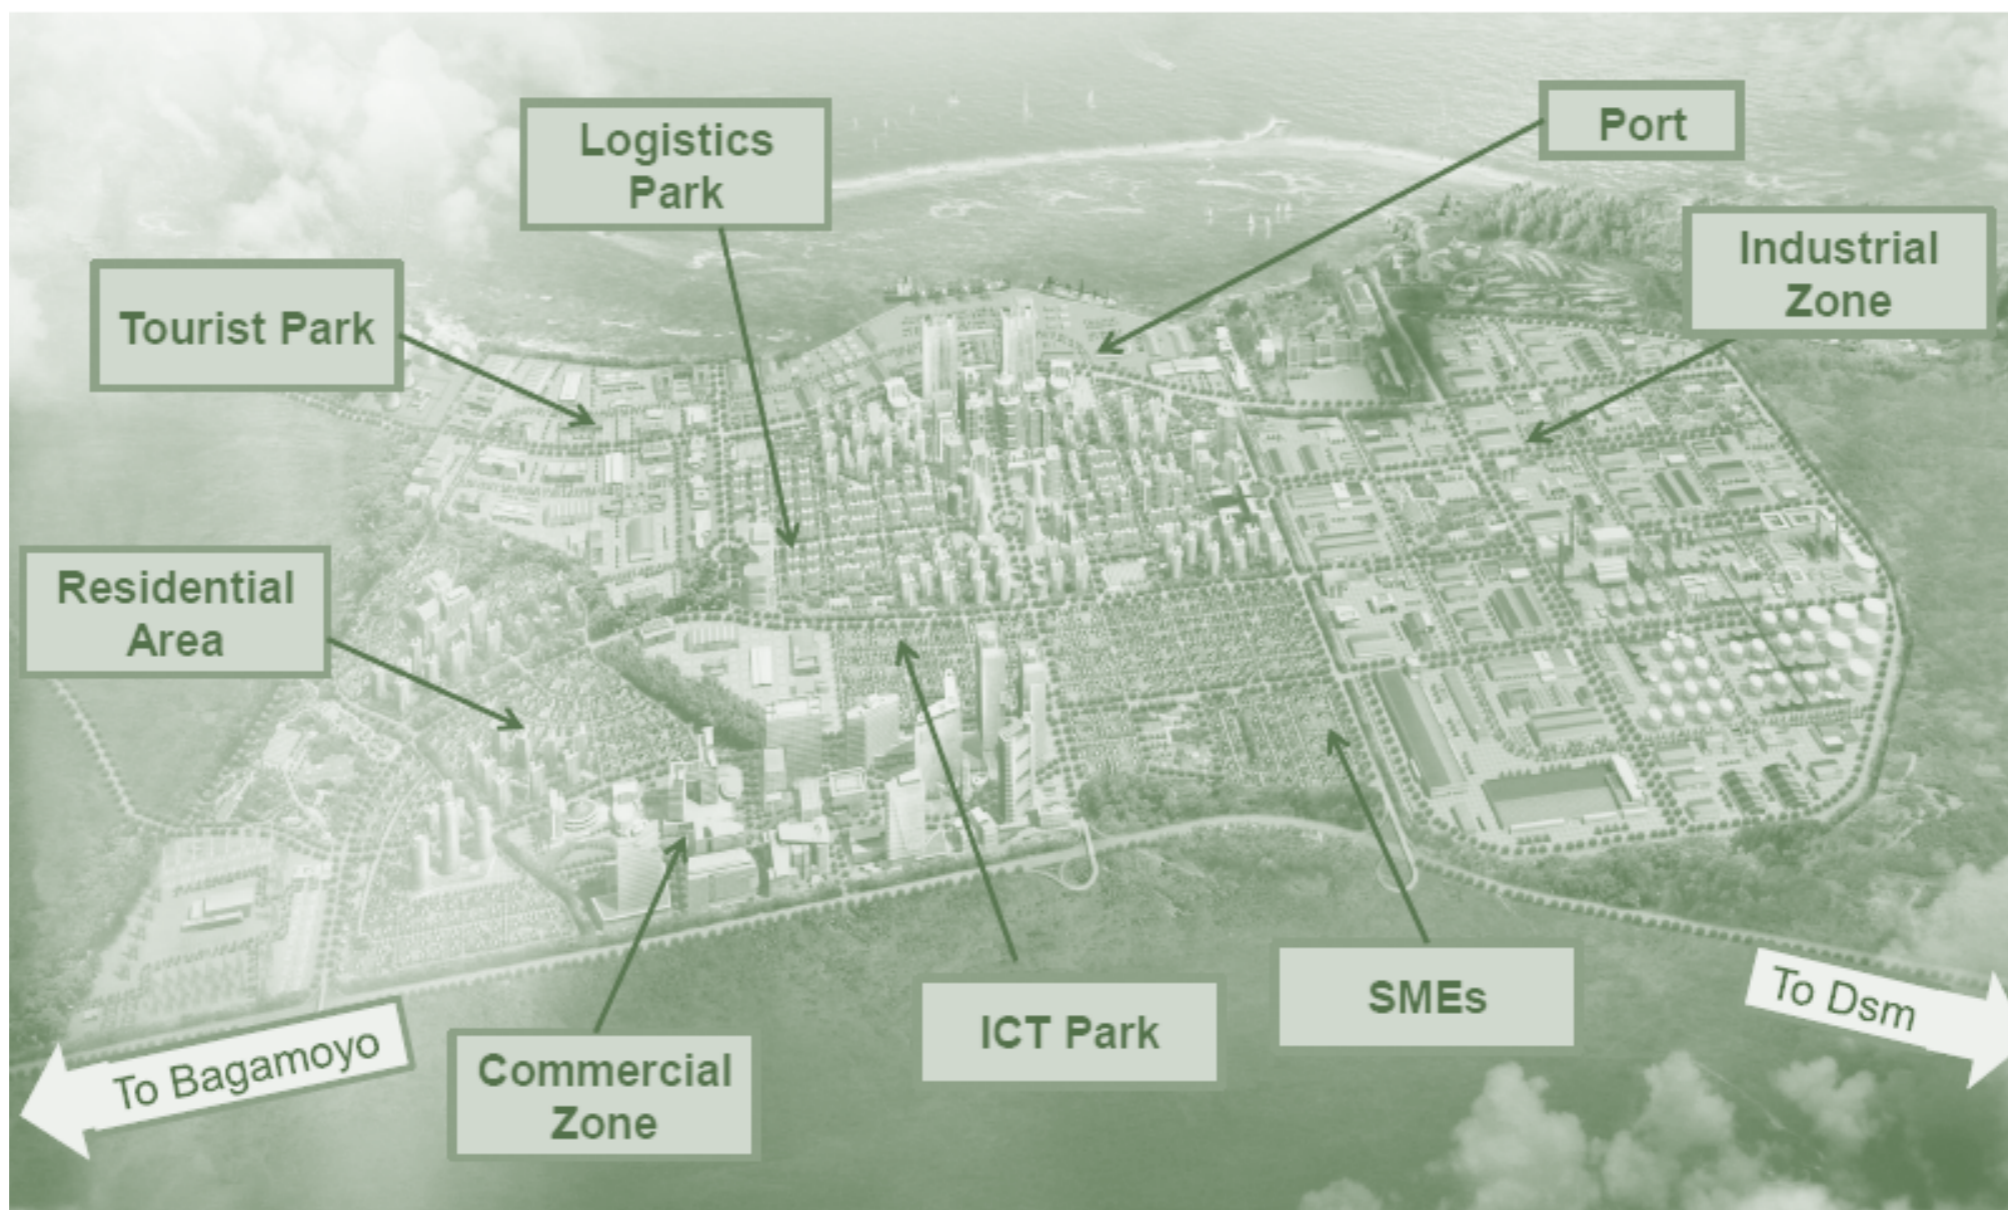 Port
Logistics
Park
Industrial
Zone
Tourist Park
Residential
Area
To Dsm
SMEs
ICT Park
To Bagamoyo
Commercial
Zone